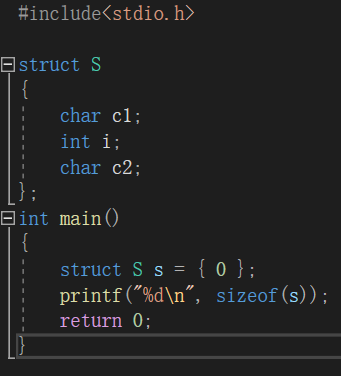 #include<stdio.h>
struct S
{
    char c1;
    int i;
    char c2;
};
int main()
{
    struct S s = { 0 };
    printf("%d\n", sizeof(s));
    return 0;
}